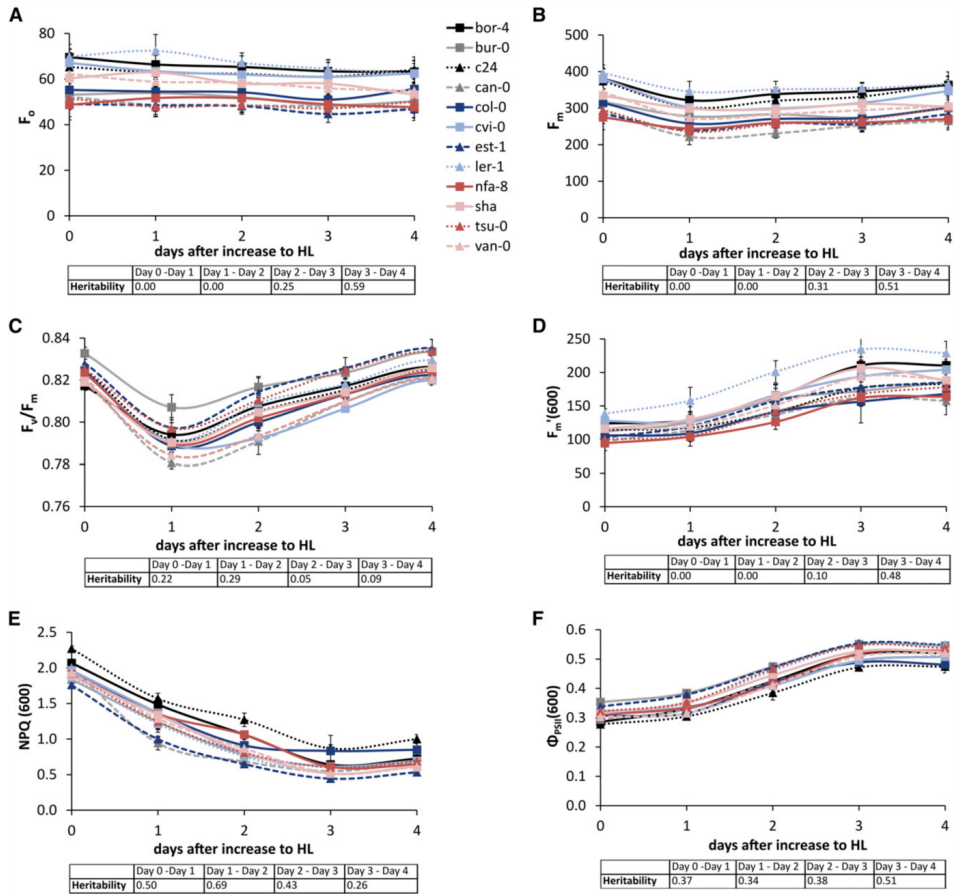 A
80
60
40
20
0
Fo
0 1 2 3 4
days after increase to HL
Day 0 -Day 1 Day 1 - Day 2 Day 2 - Day 3 Day 3 - Day 4
Heritability 0.00 0.00 0.25 0.59
bor-4
bur-0
c24
can-0
col-0
cvi-0
est-1
ler-1
nfa-8
sha
tsu-0
van-0
B
500
400
300
200
100
0
Fm
0 1 2 3 4
days after increase to HL
Day 0 -Day 1 Day 1 - Day 2 Day 2 - Day 3 Day 3 - Day 4
Heritability 0.00 0.00 0.31 0.51
C
0.84
0.82
0.80
0.78
0.76
Fv/Fm
0 1 2 3 4
days after increase to HL
Day 0 -Day 1 Day 1 - Day 2 Day 2 - Day 3 Day 3 - Day 4
Heritability 0.22 0.29 0.05 0.09
D
250
200
150
100
50
0
Fm'(600)
0 1 2 3 4
days after increase to HL
Day 0 -Day 1 Day 1 - Day 2 Day 2 - Day 3 Day 3 - Day 4
Heritability 0.00 0.00 0.10 0.48
E
2.5
2.0
1.5
1.0
0.5
0.0
NPQ (600)
0 1 2 3 4
days after increase to HL
Day 0 -Day 1 Day 1 - Day 2 Day 2 - Day 3 Day 3 - Day 4
Heritability 0.50 0.69 0.43 0.26
F
0.6
0.5
0.4
0.3
0.2
0.1
0.0
ΦPSII(600)
0 1 2 3 4
days after increase to HL
Day 0 -Day 1 Day 1 - Day 2 Day 2 - Day 3 Day 3 - Day 4
Heritability 0.37 0.34 0.38 0.51